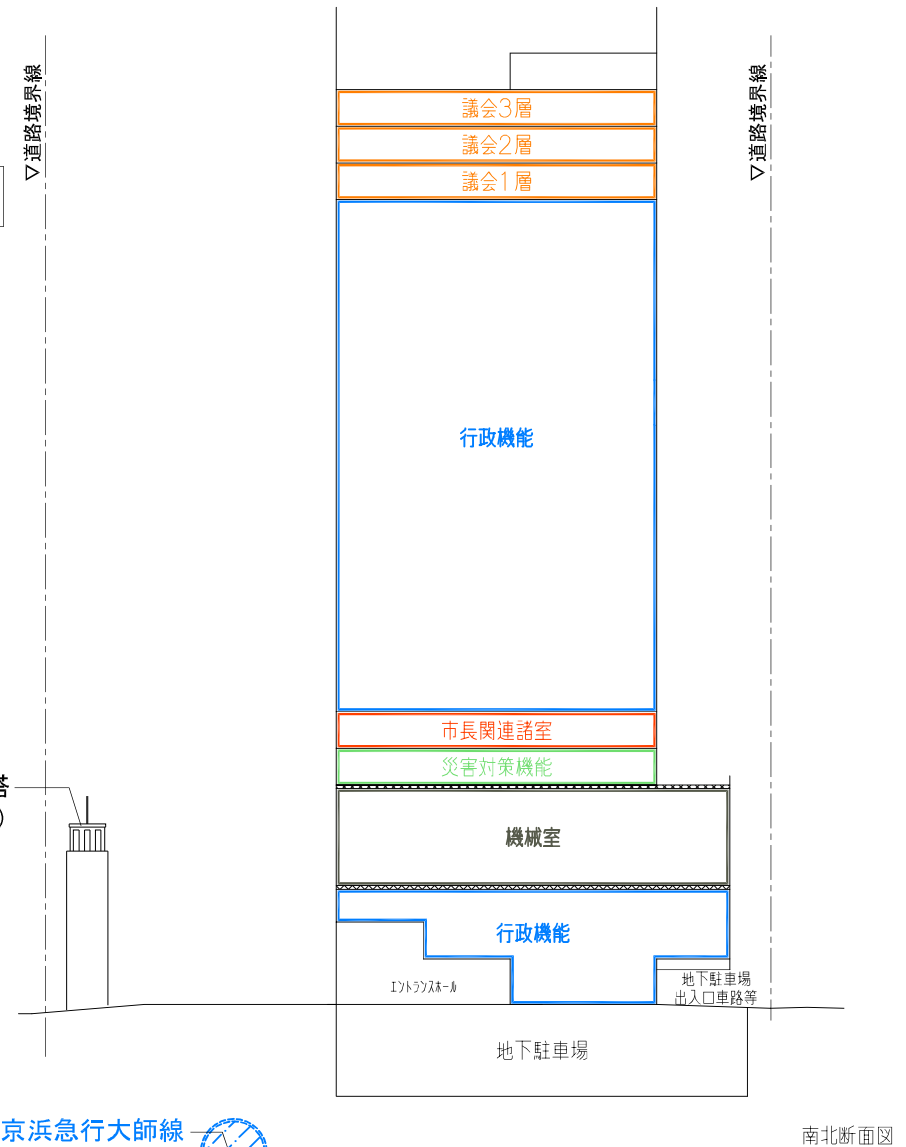 ▽道路境界線
▽道路境界線
議会3層
議会2層
議会1層
行政機能
市長関連諸室
災害対策機能
機械室
行政機能
エントランスホール
地下駐車場
出入口車路等
地下駐車場
京浜急行大師線
南北断面図